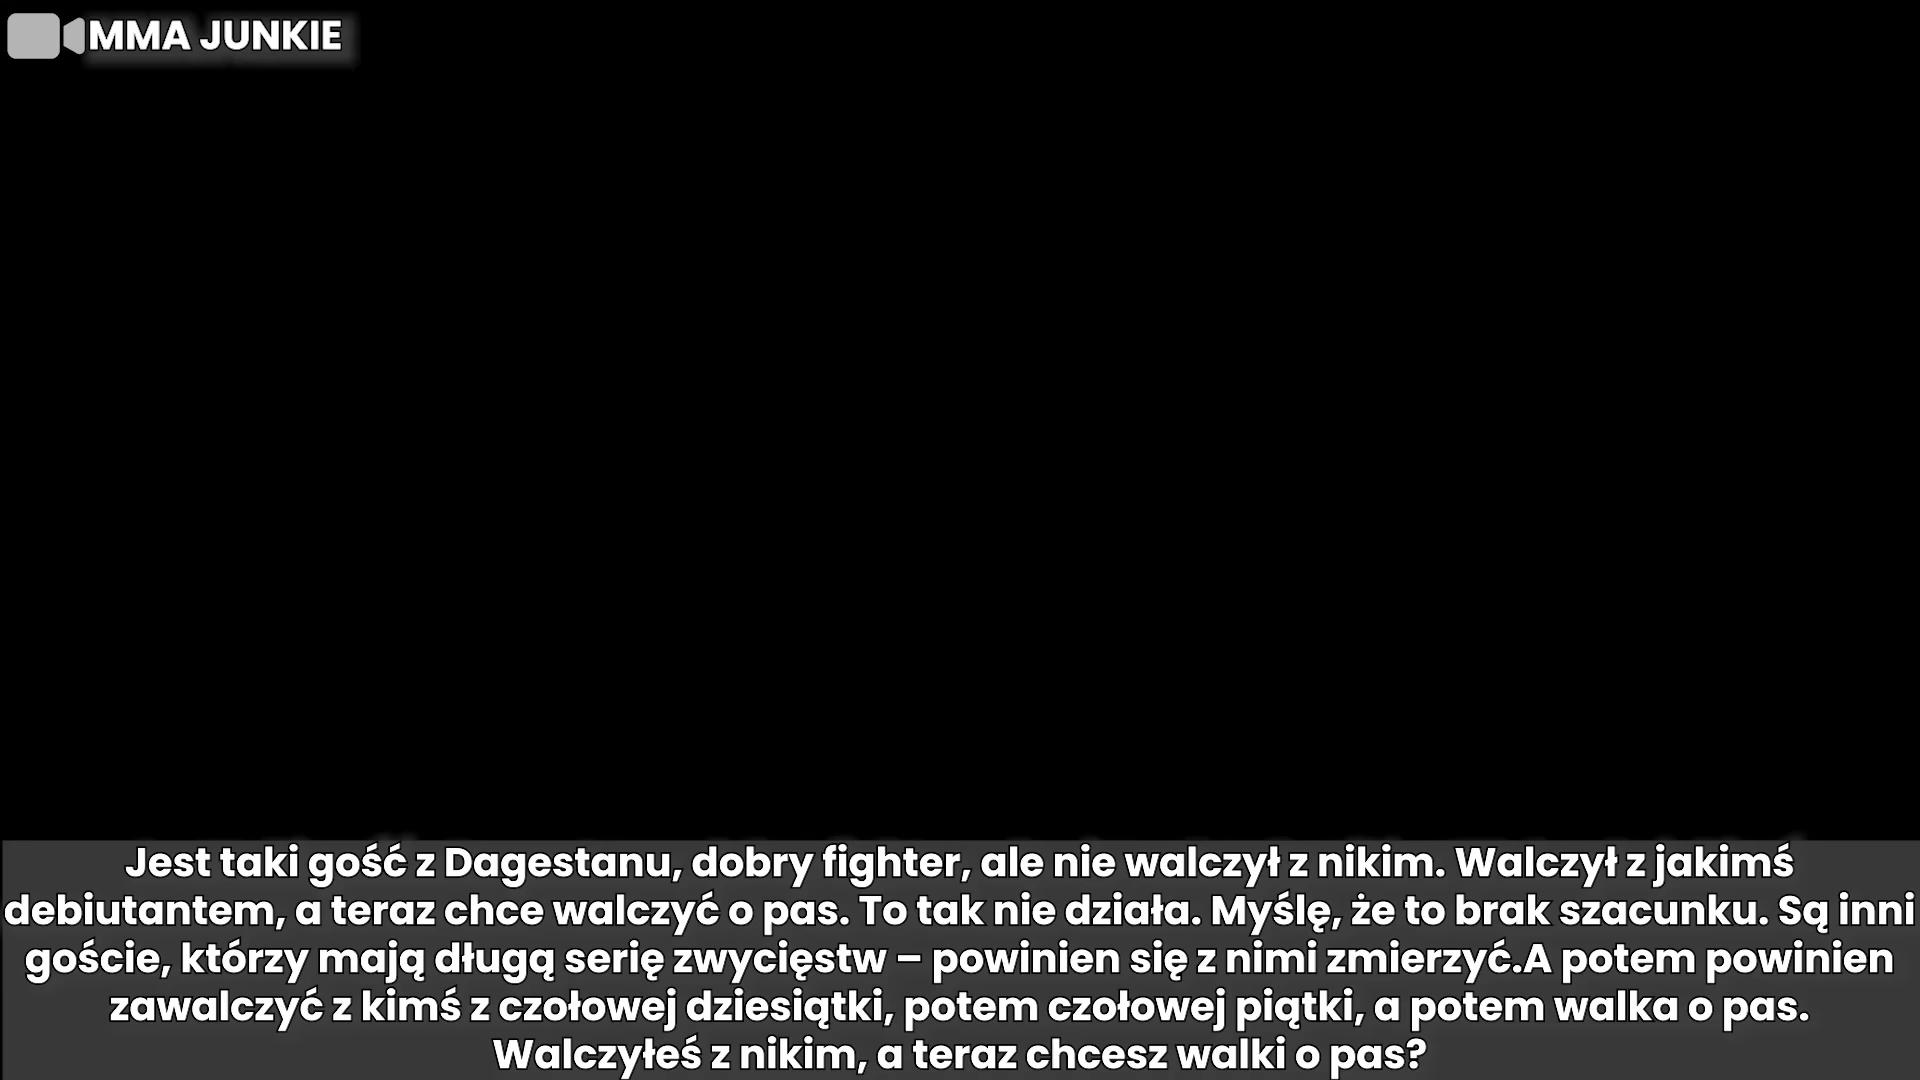 MMA JUNKIE
Jest taki gość z Dagestanu, dobry fighter, ale nie walczył z nikim. Walczył z jakimś
debiutantem, a teraz chce walczyć o pas. To tak nie działa. Myślę, że to brak szacunku. Są inni
goście, którzy mają długą serię zwycięstw – powinien się z nimi zmierzyć.A potem powinien
zawalczyć z kimś z czołowej dziesiątki, potem czołowej piątki, a potem walka o pas.
Walczyłeś z nikim, a teraz chcesz walki o pas?